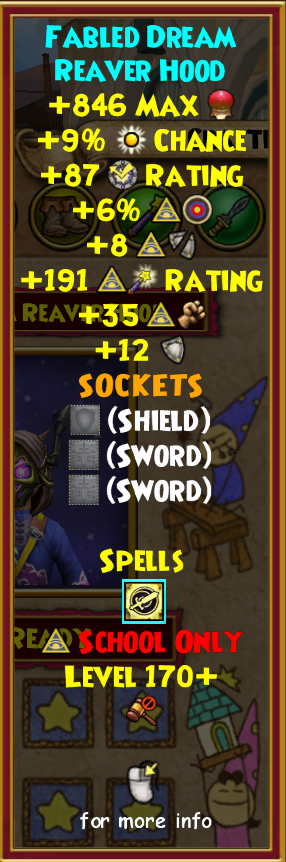 Fabled Dream
Reaver Hood
+846 MAX
+9% CHANCE
+87 RATING
+6%
+8
+191 RATING
+35
+12
SOCKETS
(SHIELD)
(SWORD)
(SWORD)
SPELLS
SCHOOL ONLY
LEVEL 170+
for more info